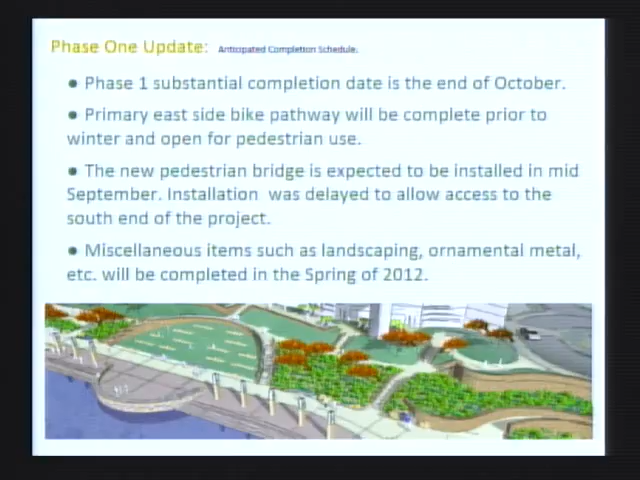 Phase One Update: Anticipated Completion Schedule.
● Phase 1 substantial completion date is the end of October.
● Primary east side bike pathway will be complete prior to
winter and open for pedestrian use.
● The new pedestrian bridge is expected to be installed in mid
September. Installation was delayed to allow access to the
south end of the project.
● Miscellaneous items such as landscaping, ornamental metal,
etc. will be completed in the Spring of 2012.